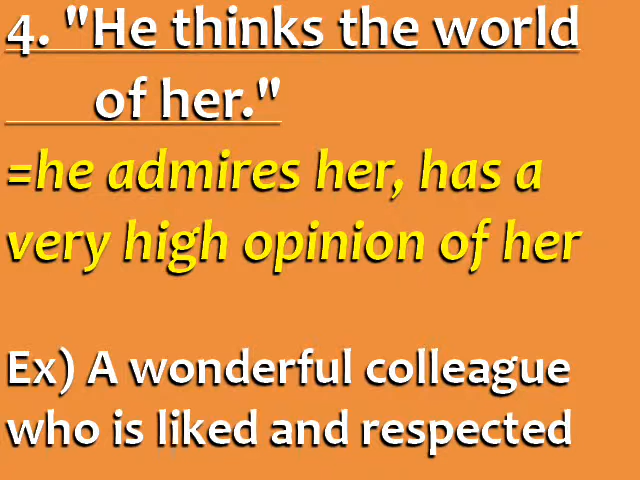 4. "He thinks the world
of her."
=he admires her, has a
very high opinion of her
Ex) A wonderful colleague
who is liked and respected